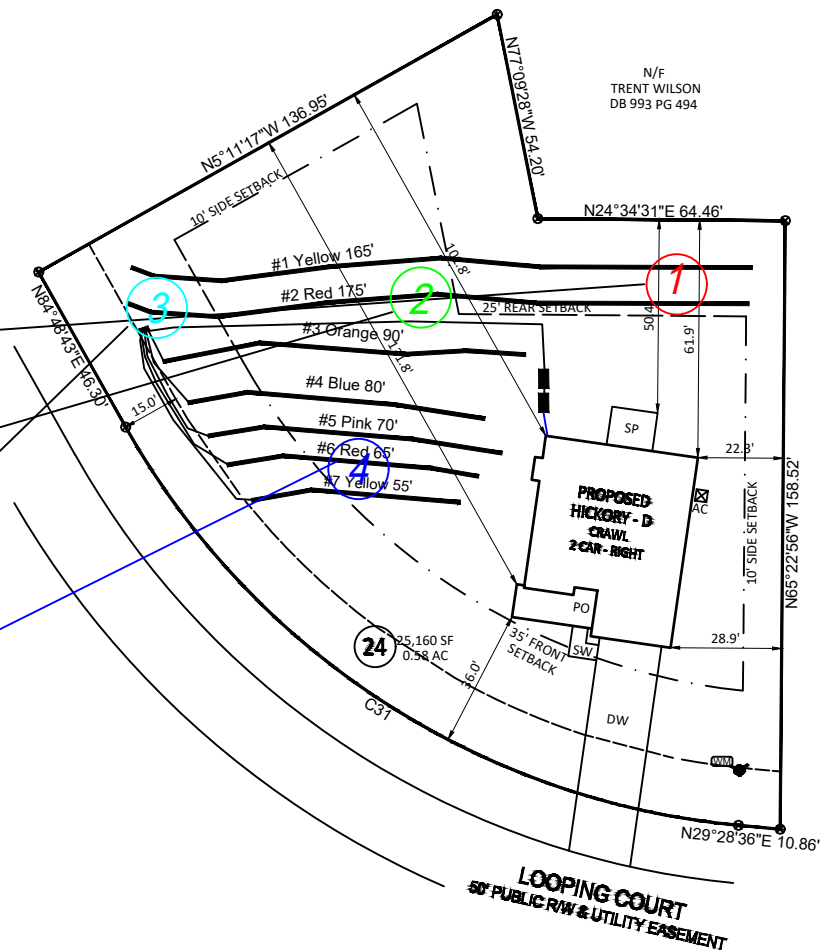 N/F
TRENT WILSON
DB 993 PG 494
N77°09'28"W 54.20'
N5°11'17"W 136.95'
10' SIDE SETBACK
N24°34'31"E 64.46'
#1 Yellow 165'
#2 Red 175'
#3 Orange 90'
#4 Blue 80'
#5 Pink 70'
#6 Red 65'
#7 Yellow 55'
1
2
3
4
25' REAR SETBACK
61.9'
N84°48'43"E 46.30'
15.0'
SP
22.3'
AC
PROPOSED
HICKORY - D
CRAWL
2 CAR - RIGHT
10' SIDE SETBACK
N65°22'56"W 158.52'
PO
SW
28.9'
35' FRONT
SETBACK
36.0'
24
25,160 SF
0.58 AC
C31
DW
WM
N29°28'36"E 10.86'
LOOPING COURT
50' PUBLIC R/W & UTILITY EASEMENT